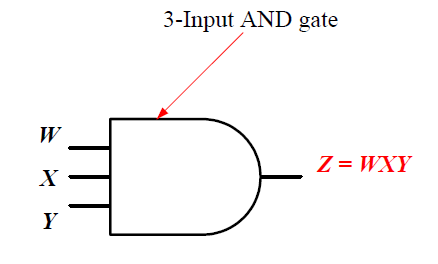 3-Input AND gate
W
X
Y
Z = WXY